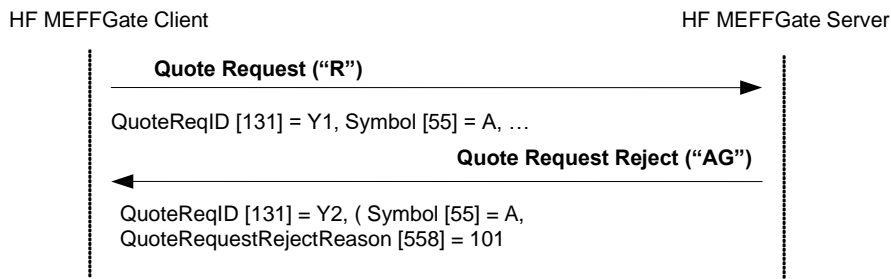 HF MEFFGate Client
HF MEFFGate Server
Quote Request (“R”)
QuoteReqID [131] = Y1, Symbol [55] = A, …
Quote Request Reject (“AG”)
QuoteReqID [131] = Y2, ( Symbol [55] = A,
QuoteRequestRejectReason [558] = 101